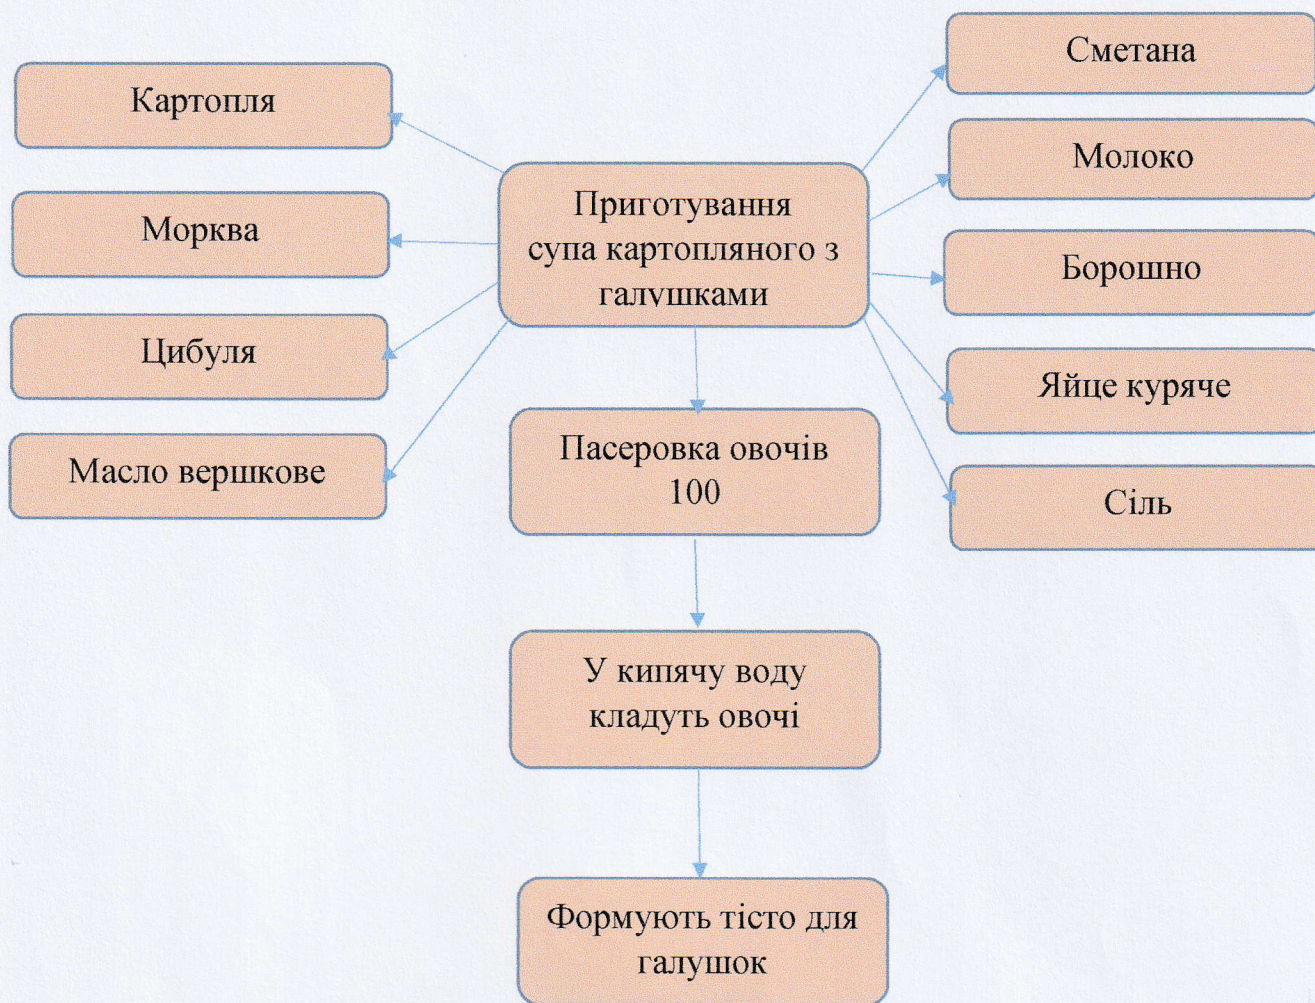 Картопля
Морква
Цибуля
Масло вершкове
Приготування
супа картопляного з
галушками
Сметана
Молоко
Борошно
Яйце куряче
Сіль
Пасеровка овочів
100
У кипячу воду
кладуть овочі
Формують тісто для
галушок